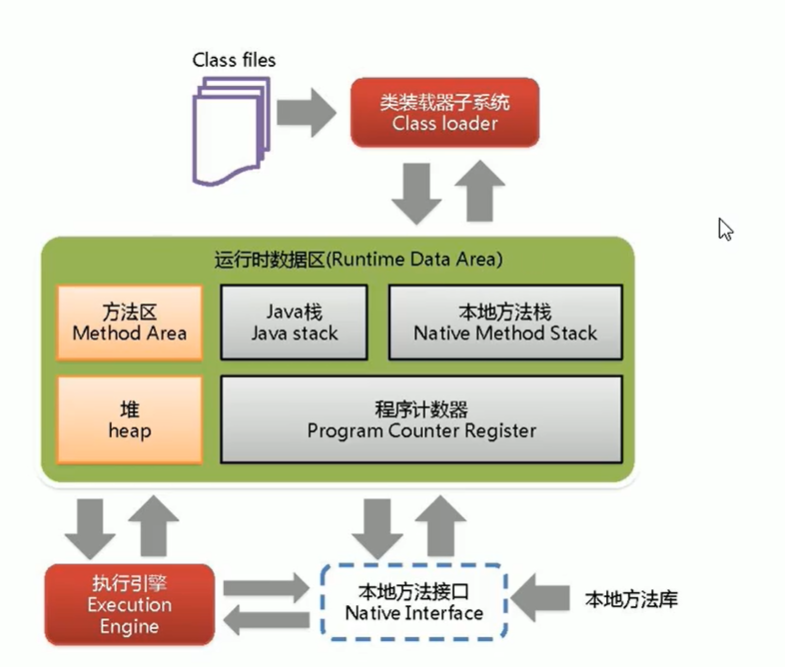 Class files
类装载器子系统
Class loader
运行时数据区(Runtime Data Area)
方法区
Method Area
Java栈
Java stack
本地方法栈
Native Method Stack
堆
heap
程序计数器
Program Counter Register
执行引擎
Execution
Engine
本地方法接口
Native Interface
本地方法库